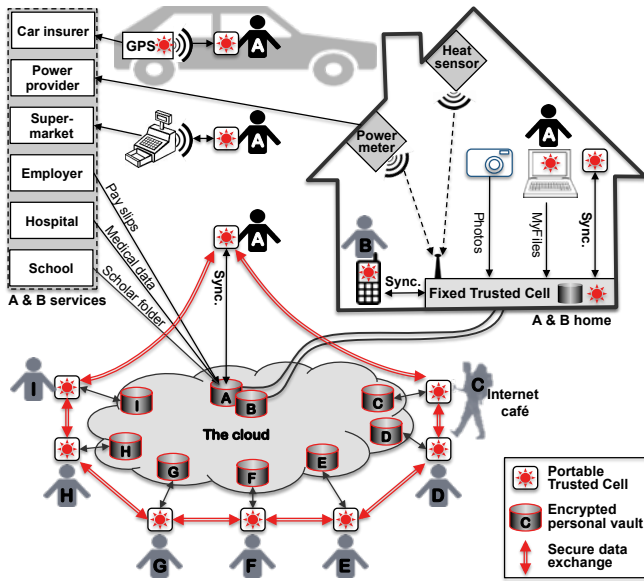 Car insurer
Power
provider
Super-
market
Employer
Hospital
School
A & B services
GPS
A
A
Heat
sensor
Power
meter
A
B
Photos
MyFiles
Sync.
Sync.
Fixed Trusted Cell
A & B home
Pay slips
Medical data
Scholar folder
A
Sync.
I
H
G
F
E
D
C
Internet
café
The cloud
A
B
C
D
E
F
G
H
I
Portable
Trusted Cell
C
Encrypted
personal vault
Secure data
exchange